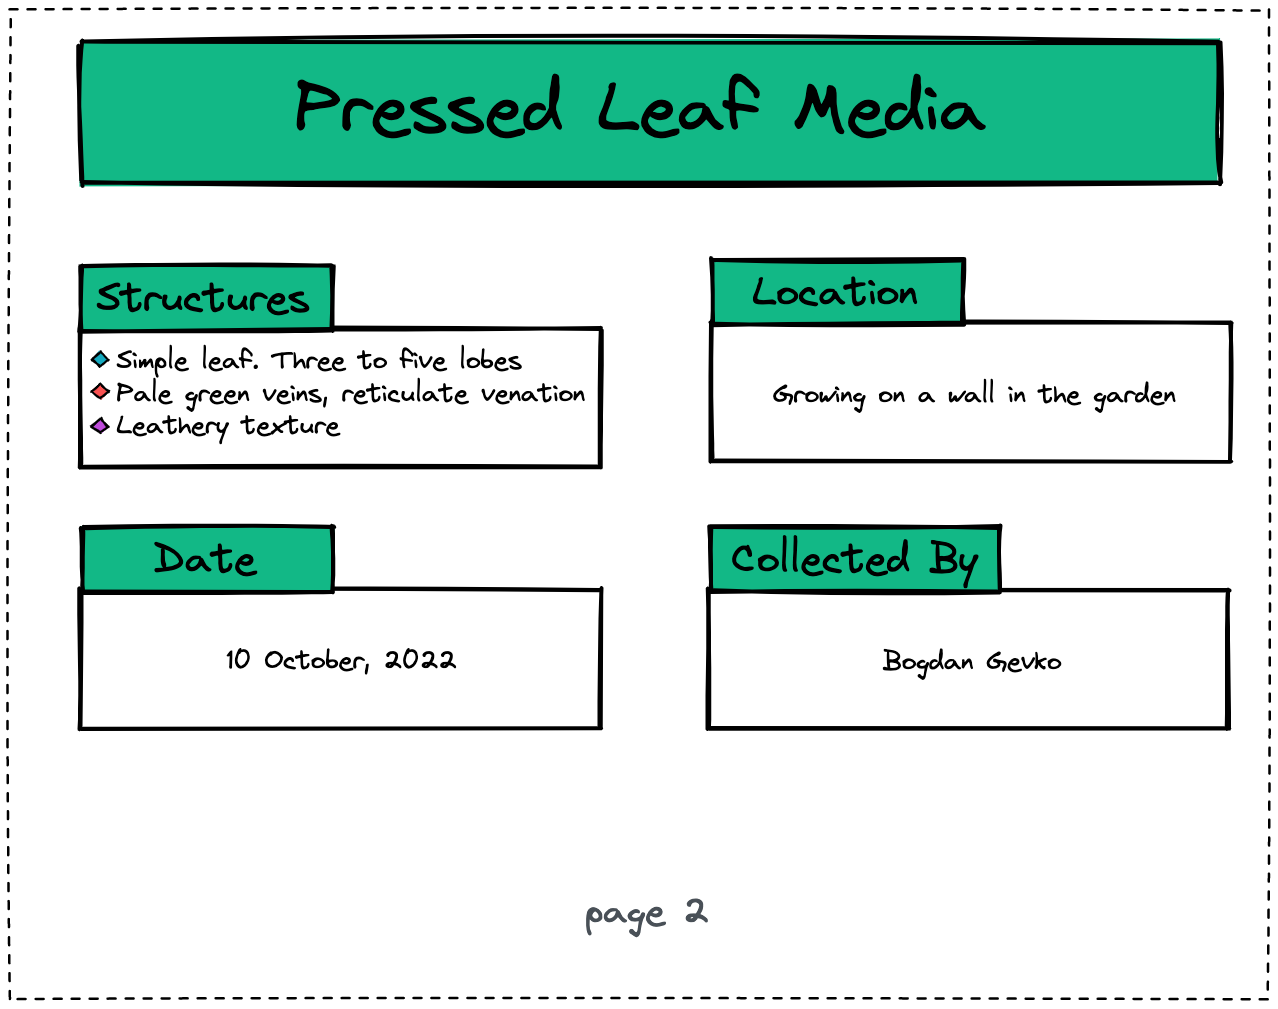 Pressed Leaf Media
Structures
Simple leaf. Three to five lobes
Pale green veins, reticulate venation
Leathery texture
Location
Growing on a wall in the garden
Date
10 October, 2022
Collected By
Bogdan Gevko
page 2